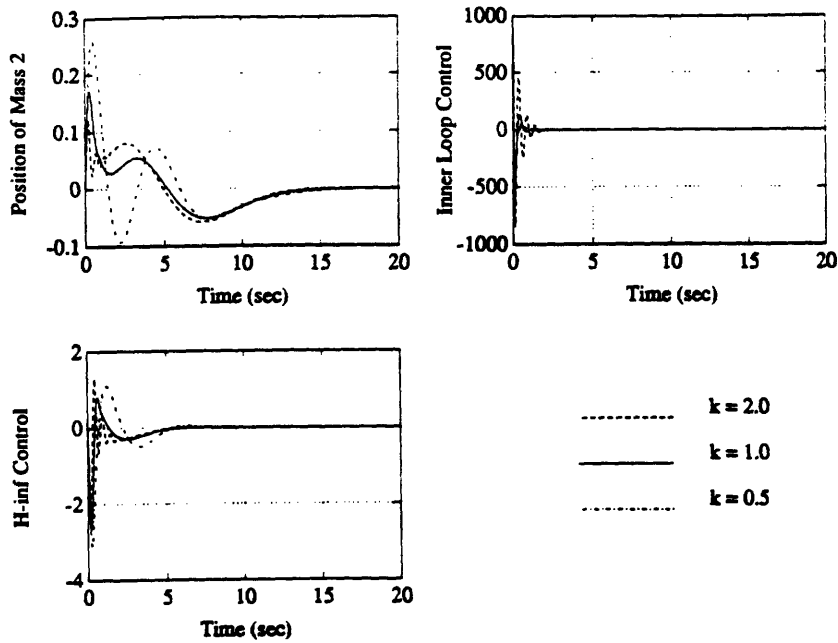 0.3
0.2
0.1
0
-0.1
Position of Mass 2
0 5 10 15 20
Time (sec)
1000
500
0
-500
-1000
Inner Loop Control
0 5 10 15 20
Time (sec)
2
0
-2
-4
H-inf Control
0 5 10 15 20
Time (sec)
k = 2.0
k = 1.0
k = 0.5